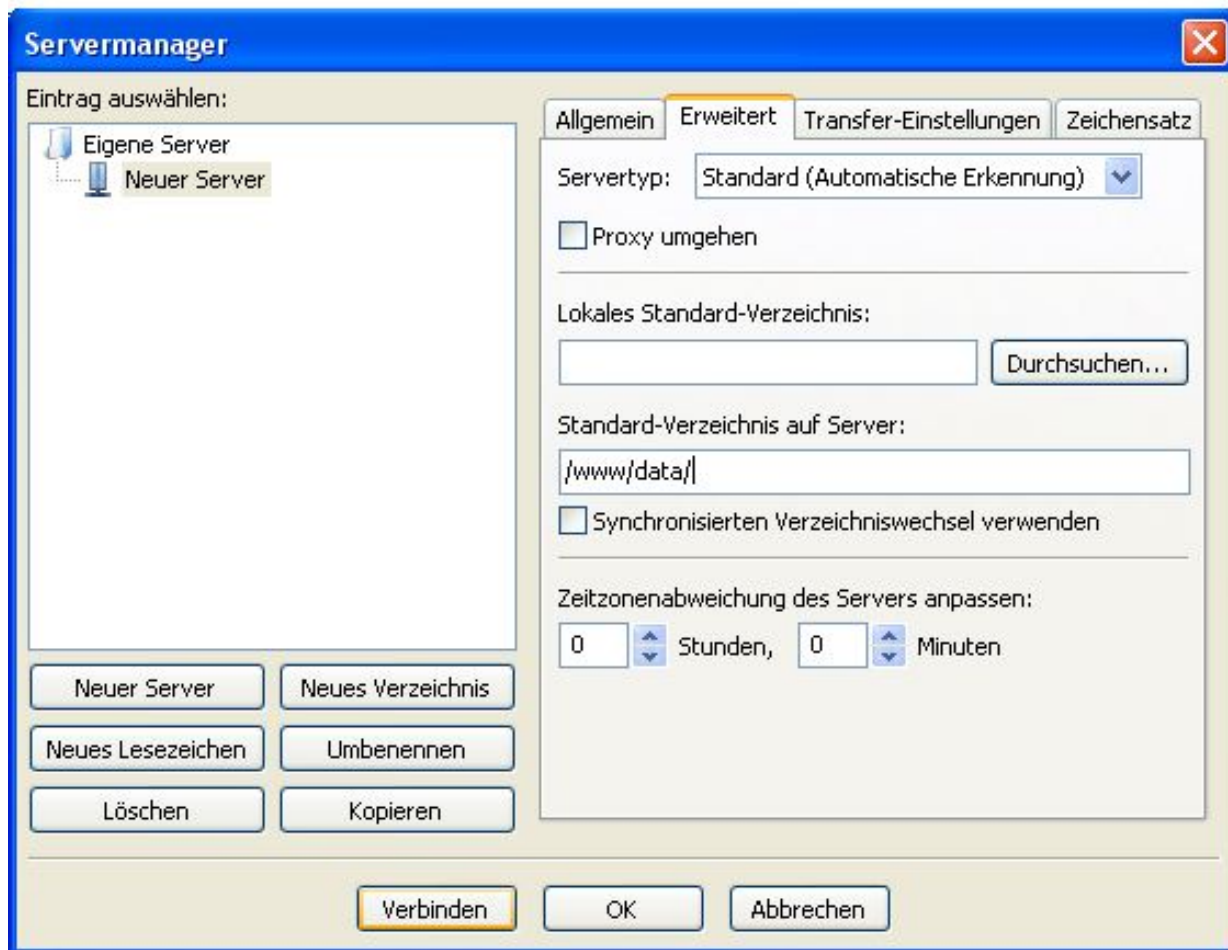 Servermanager
Eintrag auswählen:
Eigene Server
Neuer Server
Neuer Server
Neues Verzeichnis
Neues Lesezeichen
Umbenennen
Löschen
Kopieren
Allgemein
Erweitert
Transfer-Einstellungen
Zeichensatz
Servertyp:
Standard (Automatische Erkennung)
Proxy umgehen
Lokales Standard-Verzeichnis:
Durchsuchen...
Standard-Verzeichnis auf Server:
/www/data/
Synchronisierten Verzeichniswechsel verwenden
Zeitzonenabweichung des Servers anpassen:
0 Stunden, 0 Minuten
Verbinden
OK
Abbrechen